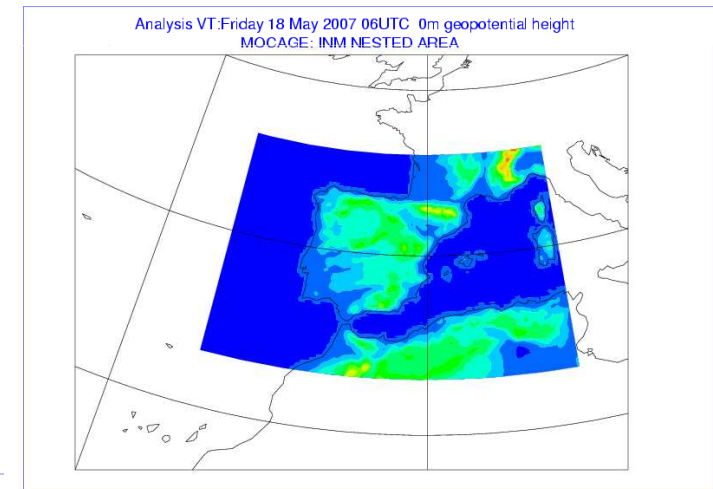 Analysis VT:Friday 18 May 2007 06UTC  0m geopotential height
MOCAGE: INM NESTED AREA